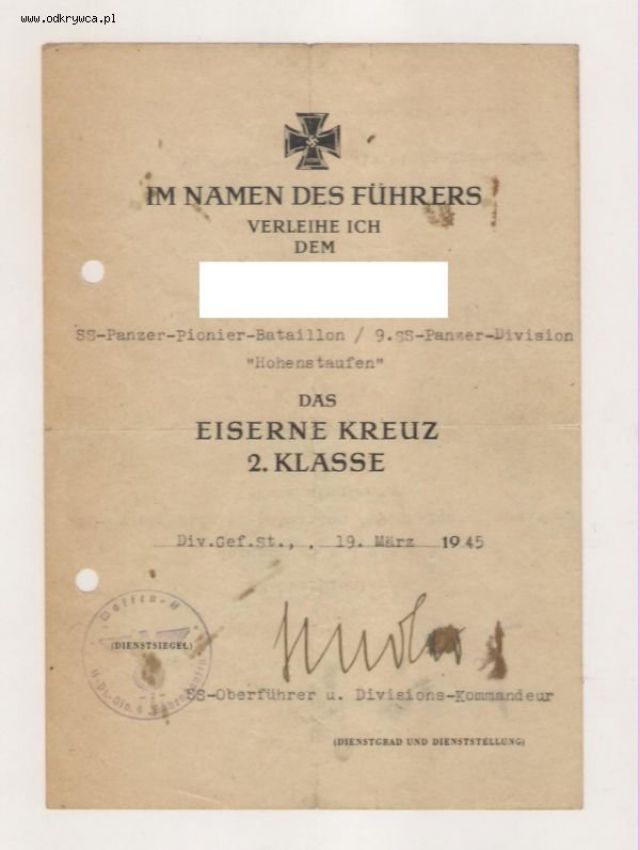 www.odkrywca.pl
IM NAMEN DES FÜHRERS
VERLEIHE ICH
DEM
SS-Panzer-Pionier-Bataillon / 9.SS-Panzer-Division
"Hohenstaufen"
DAS
EISERNE KREUZ
2. KLASSE
Div.Gef.St., , 19. März 1945
Waffen-
(DIENSTSIEGEL)
SS-Oberführer u. Divisions-Kommandeur
(DIENSTGRAD UND DIENSTSTELLUNG)